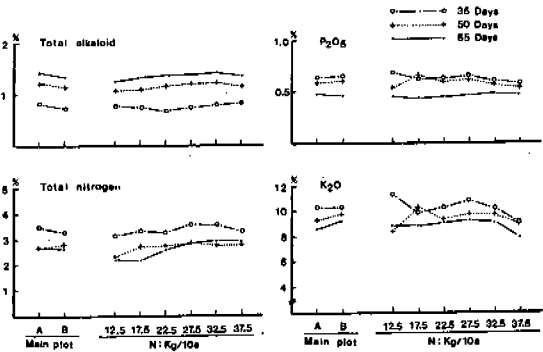 35 Days
50 Days
65 Days
%
Total alkaloid
2
1
%
P2O5
1.0
0.5
%
Total nitrogen
5
4
3
2
1
%
K2O
12
10
8
6
4
A B 12.5 17.5 22.5 27.5 32.5 37.5
Main plot N:Kg/10a
A B 12.5 17.5 22.5 27.5 32.5 37.5
Main plot N:Kg/10a